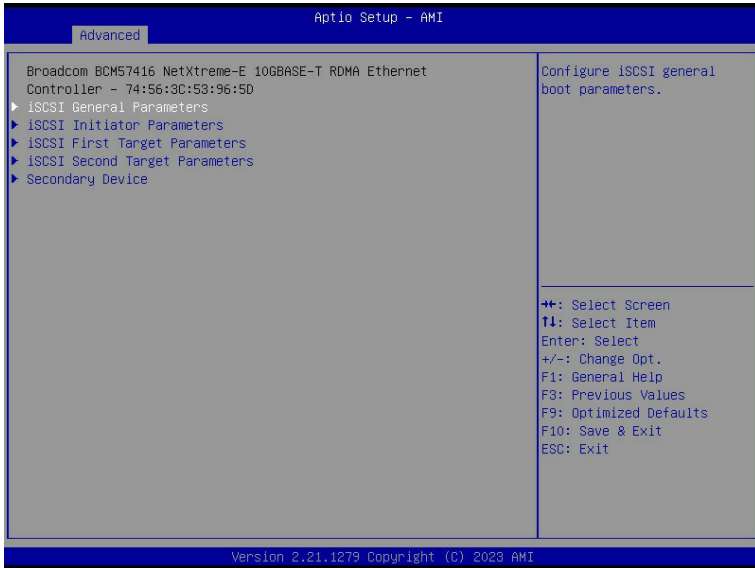 Aptio Setup – AMI
Advanced
Broadcom BCM57416 NetXtreme-E 10GBASE-T RDMA Ethernet
Controller – 74:56:3C:53:96:5D
▶ iSCSI General Parameters
▶ iSCSI Initiator Parameters
▶ iSCSI First Target Parameters
▶ iSCSI Second Target Parameters
▶ Secondary Device
Configure iSCSI general
boot parameters.
→←: Select Screen
↑↓: Select Item
Enter: Select
+/-: Change Opt.
F1: General Help
F3: Previous Values
F9: Optimized Defaults
F10: Save & Exit
ESC: Exit
Version 2.21.1279 Copyright (C) 2023 AMI